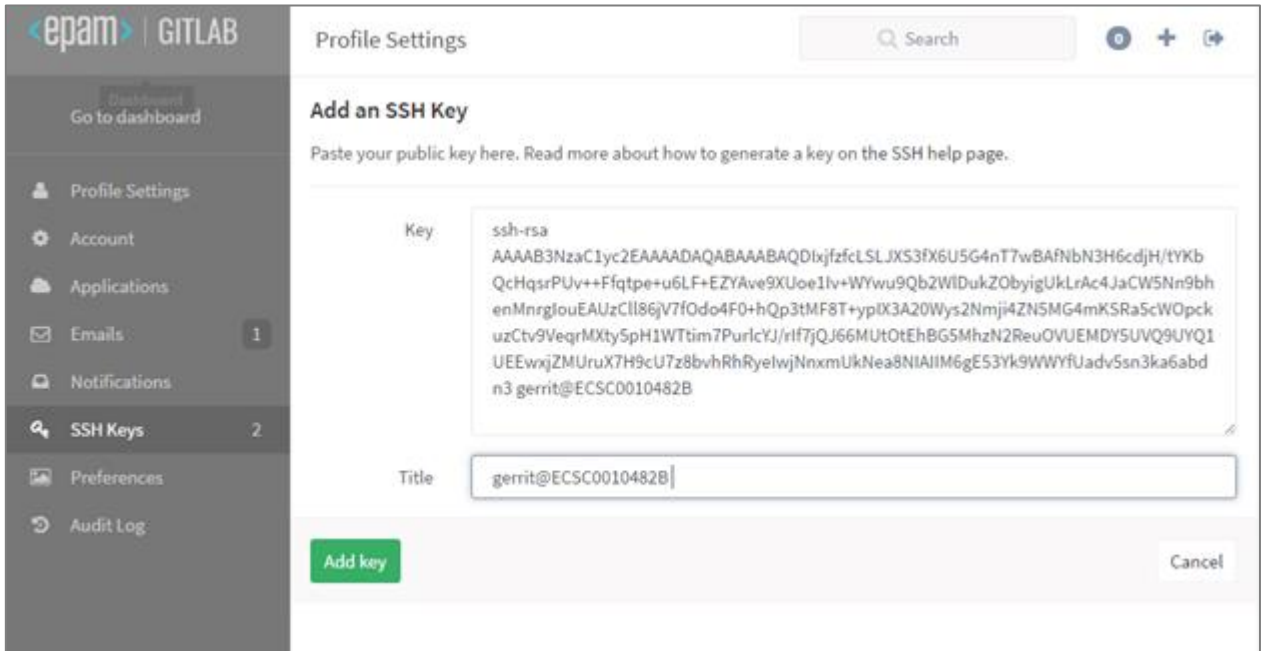 <epam> | GITLAB
Profile Settings
Search
0
Dashboard
Go to dashboard
Add an SSH Key
Paste your public key here. Read more about how to generate a key on the SSH help page.
Profile Settings
Account
Applications
Emails 1
Notifications
SSH Keys 2
Preferences
Audit Log
Key
ssh-rsa
AAAAB3NzaC1yc2EAAAADAQABAAABAQDIxjfzfcLSLJXS3fX6U5G4nT7wBAfNbN3H6cdjH/tYKb
QcHqsrPUv++Ffqtpe+u6LF+EZYAve9XUoe1Iv+WYwu9Qb2WlDukZObyigUkLrAc4JaCW5Nn9bh
enMnrgIouEAUzCll86jV7fOdo4F0+hQp3tMF8T+ypIX3A20Wys2Nmji4ZN5MG4mKSRa5cWOpck
uzCtv9VeqrMXty5pH1WTtim7PurlcYJ/rIf7jQJ66MUtOtEhBG5MhzN2ReuOVUEMDY5UVQ9UYQ1
UEEwxjZMUruX7H9cU7z8bvhRhRyeIwjNnxmUkNea8NIAIIM6gE53Yk9WWYfUadv5sn3ka6abd
n3 gerrit@ECSC0010482B
Title
gerrit@ECSC0010482B
Add key
Cancel